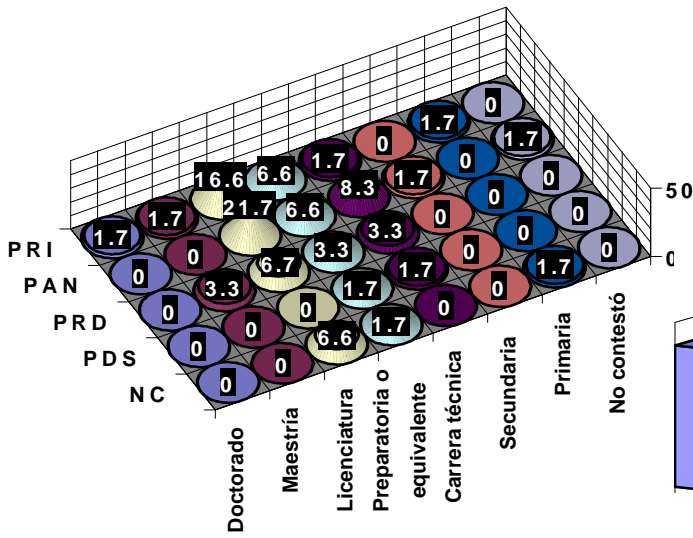 PRI 1.7 1.7 16.6 6.6 1.7 0 1.7 0
PAN 0 0 21.7 6.6 8.3 1.7 0 1.7
PRD 0 3.3 6.7 3.3 3.3 0 0 0
PDS 0 0 0 1.7 1.7 0 0 0
NC 0 0 6.6 1.7 0 0 1.7 0
50
0
Doctorado
Maestría
Licenciatura
Preparatoria o
equivalente
Carrera técnica
Secundaria
Primaria
No contestó